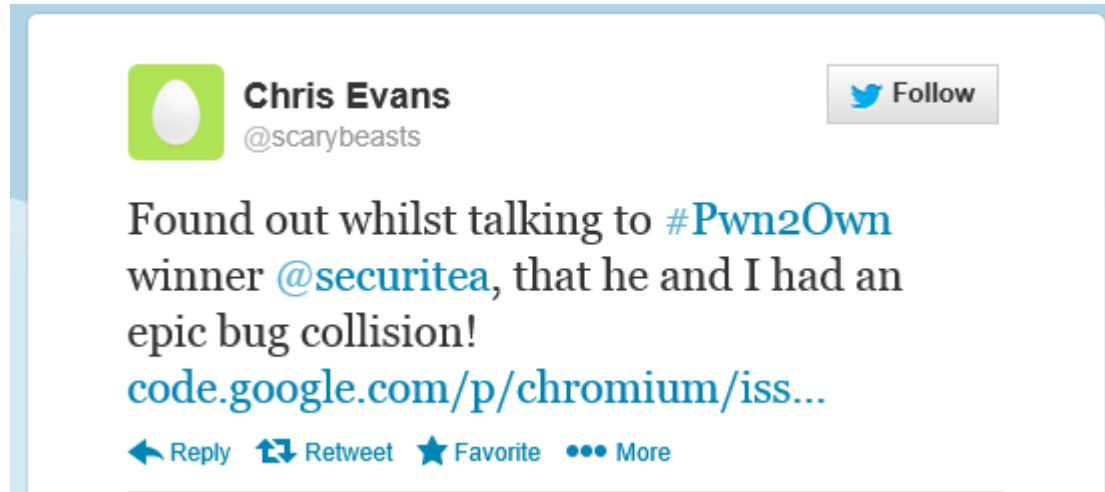 Chris Evans
@scarybeasts
Follow
Found out whilst talking to #Pwn2Own
winner @securitea, that he and I had an
epic bug collision!
code.google.com/p/chromium/iss...
Reply Retweet Favorite More